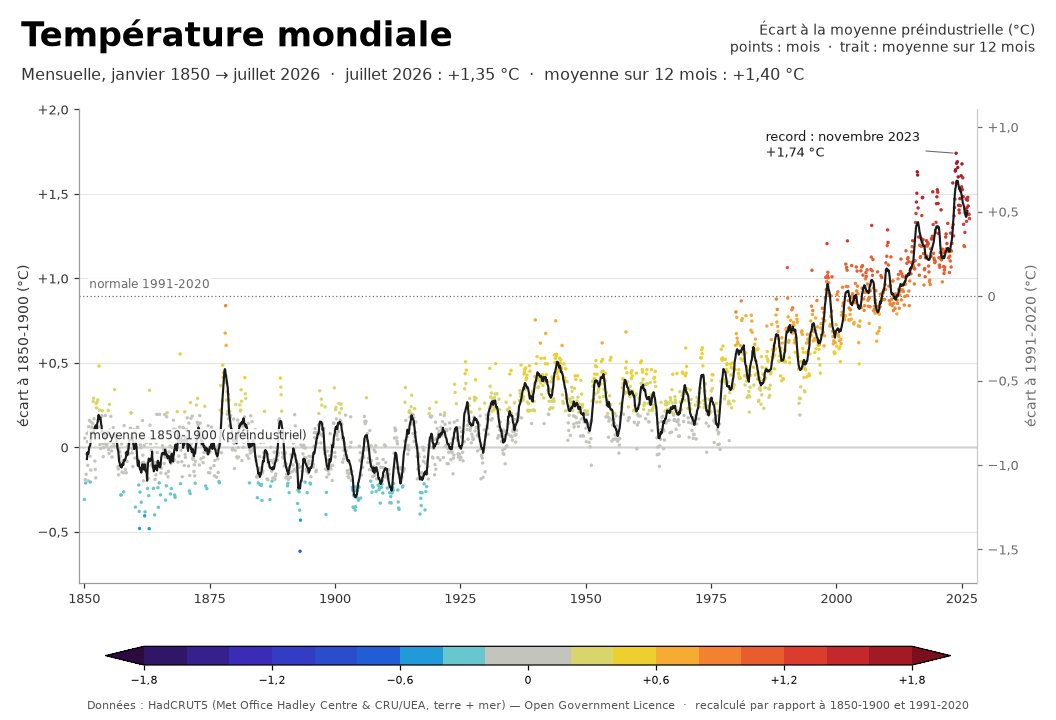 Température mondiale
Écart à la moyenne préindustrielle (°C)
points : mois · trait : moyenne sur 12 mois
Mensuelle, janvier 1850 → juillet 2026 · juillet 2026 : +1,35 °C · moyenne sur 12 mois : +1,40 °C
écart à 1850-1900 (°C)
+2,0
+1,5
+1,0
+0,5
0
−0,5
record : novembre 2023
+1,74 °C
normale 1991-2020
moyenne 1850-1900 (préindustriel)
+1,0
+0,5
0
−0,5
−1,0
−1,5
écart à 1991-2020 (°C)
1850 1875 1900 1925 1950 1975 2000 2025
−1,8 −1,2 −0,6 0 +0,6 +1,2 +1,8
Données : HadCRUT5 (Met Office Hadley Centre & CRU/UEA, terre + mer) — Open Government Licence · recalculé par rapport à 1850-1900 et 1991-2020